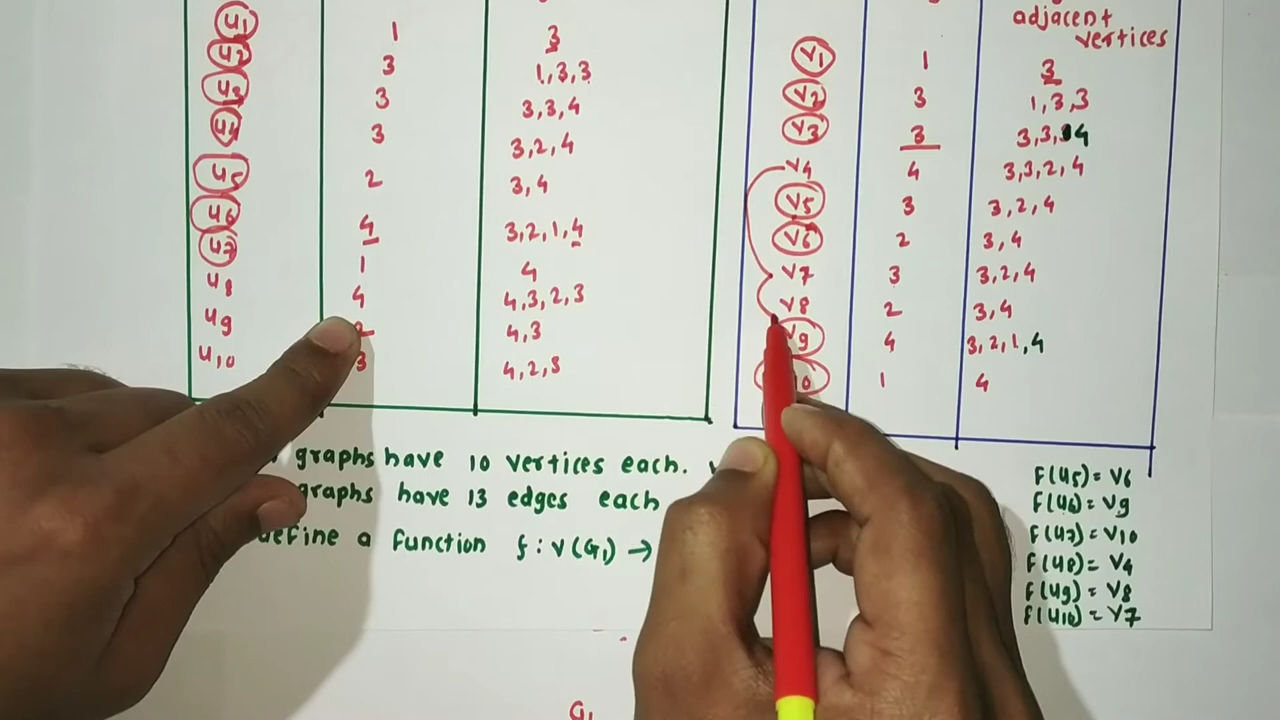 adjacent
vertices
u1 1 3
u2 3 1,3,3
u3 3 3,3,4
u4 3 3,2,4
u5 2 3,4
u6 4 3,2,1,4
u7 1 4
u8 4 4,3,2,3
u9 2 4,3
u10 3 4,2,3
v1 1 3
v2 3 1,3,3
v3 3 3,3,4
v4 4 3,3,2,4
v5 3 3,2,4
v6 2 3,4
v7 3 3,2,4
v8 2 3,4
v9 4 3,2,1,4
10 1 4
graphs have 10 vertices each.
graphs have 13 edges each
define a function f: V(G1) →
F(u5) = V6
F(u6) = V9
F(u7) = V10
F(u8) = V4
F(u9) = V8
F(u10) = V7
G1